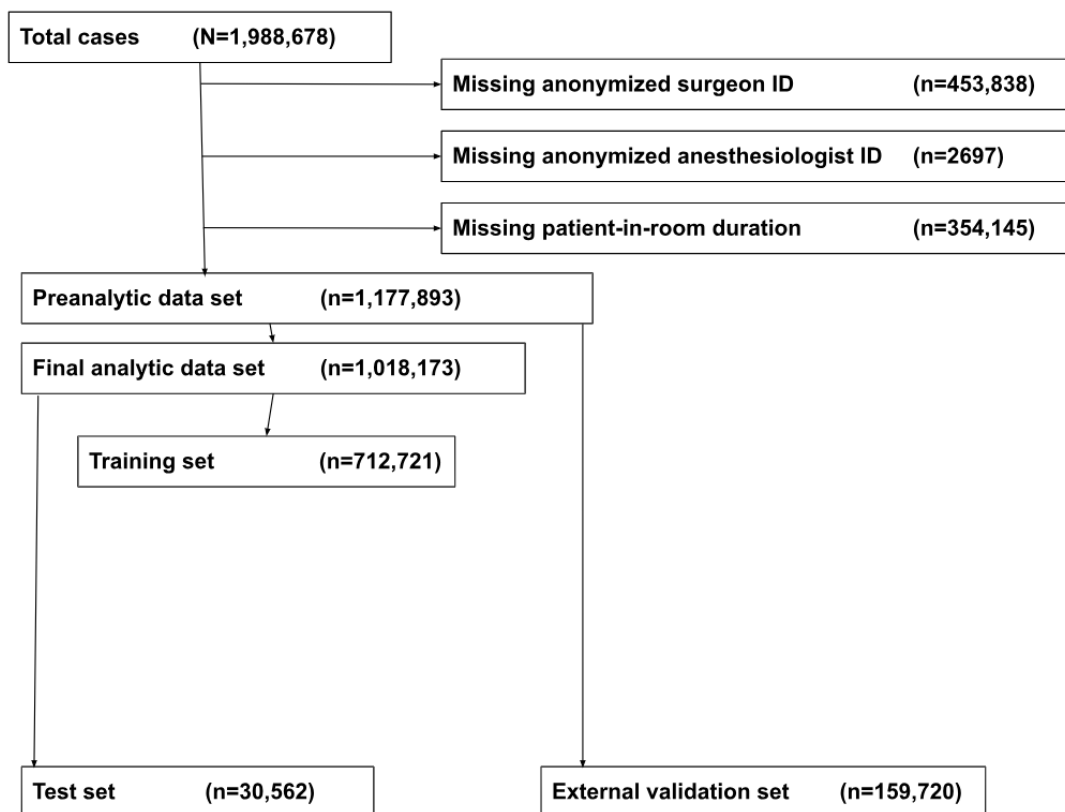 Total cases (N=1,988,678)
Missing anonymized surgeon ID (n=453,838)
Missing anonymized anesthesiologist ID (n=2697)
Missing patient-in-room duration (n=354,145)
Preanalytic data set (n=1,177,893)
Final analytic data set (n=1,018,173)
Training set (n=712,721)
Test set (n=30,562)
External validation set (n=159,720)